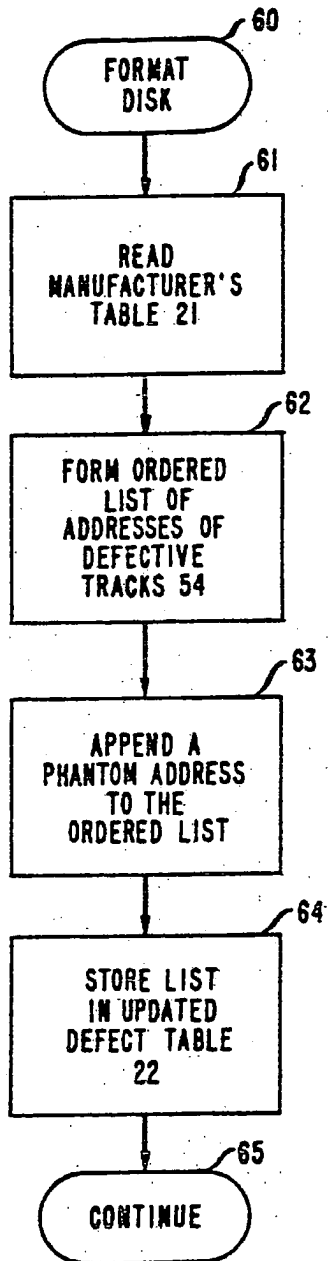 60
FORMAT
DISK
61
READ
MANUFACTURER'S
TABLE 21
62
FORM ORDERED
LIST OF
ADDRESSES OF
DEFECTIVE
TRACKS 54
63
APPEND A
PHANTOM ADDRESS
TO THE
ORDERED LIST
64
STORE LIST
IN UPDATED
DEFECT TABLE
22
65
CONTINUE